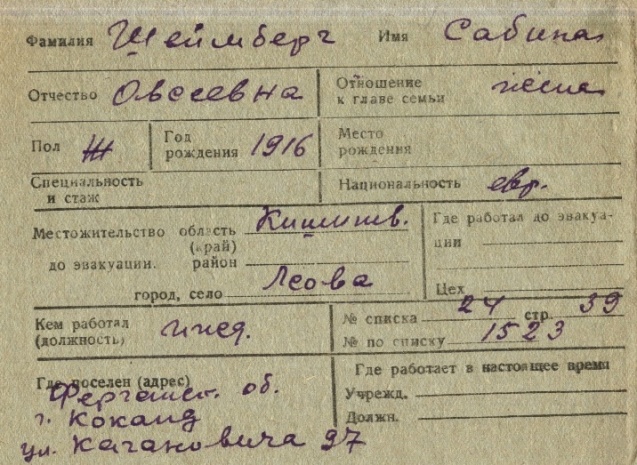 Фамилия Шеймберг Имя Сабина
Отчество Овсеевна Отношение к главе семьи
Пол Ж Год рождения 1916 Место рождения
Специальность и стаж Национальность евр.
Местожительство область (край) Кишинев. Где работал до эвакуации
до эвакуации. район
город, село Леова Цех
Кем работал (должность) ижд. № списка 24 стр. 39
№ по списку 1523
Где поселен (адрес) Где работает в настоящее время
Ферганск. об. Учрежд.
г. Коканд Должн.
ул. Кагановича 97